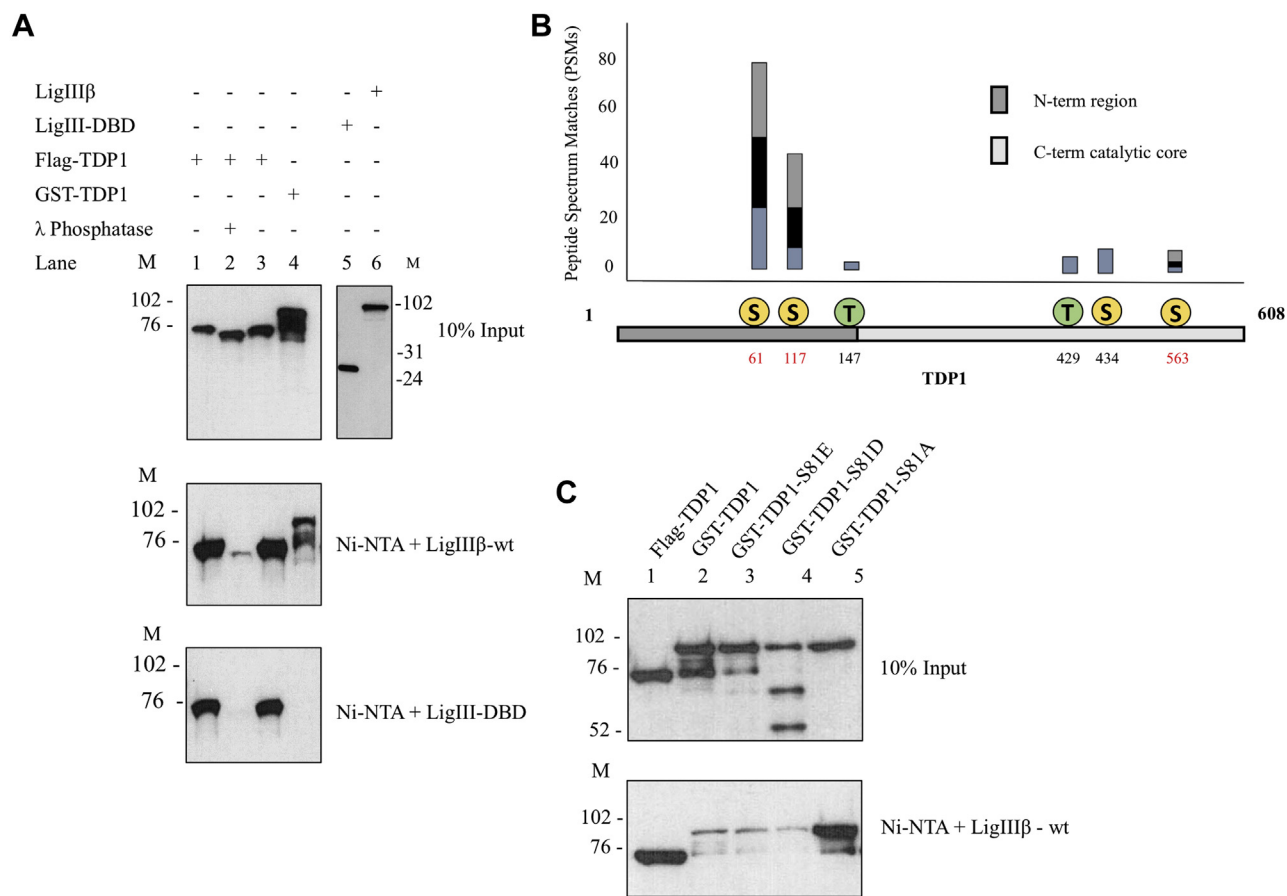 A
LigIIIβ - - - - - +
LigIII-DBD - - - - + -
Flag-TDP1 + + + - - -
GST-TDP1 - - - + - -
λ Phosphatase - + - - - -
Lane M 1 2 3 4 5 6 M
102 -
76 -
-102
-31
-24
10% Input
M
102 -
76 -
Ni-NTA + LigIIIβ-wt
M
102 -
76 -
Ni-NTA + LigIII-DBD
B
Peptide Spectrum Matches (PSMs)
80
60
40
20
0
N-term region
C-term catalytic core
S S T T S S
1 608
61 117 147 429 434 563
TDP1
C
Flag-TDP1
GST-TDP1
GST-TDP1-S81E
GST-TDP1-S81D
GST-TDP1-S81A
M 1 2 3 4 5
102 -
76 -
52 -
10% Input
M
102 -
76 -
Ni-NTA + LigIIIβ - wt